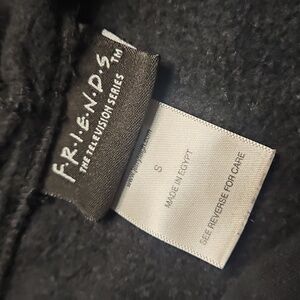 F·R·I·E·N·D·S™
THE TELEVISION SERIES
S
MADE IN EGYPT
SEE REVERSE FOR CARE